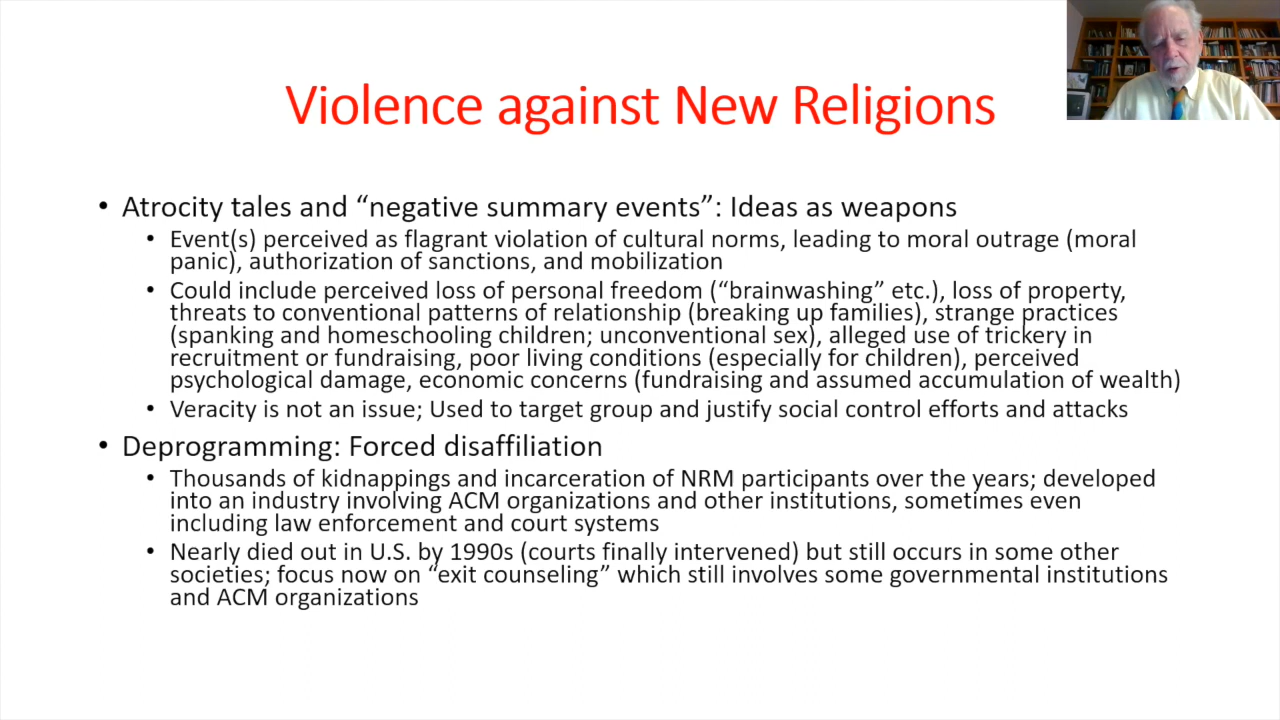 Violence against New Religions
• Atrocity tales and “negative summary events”: Ideas as weapons
• Event(s) perceived as flagrant violation of cultural norms, leading to moral outrage (moral
panic), authorization of sanctions, and mobilization
• Could include perceived loss of personal freedom (“brainwashing” etc.), loss of property,
threats to conventional patterns of relationship (breaking up families), strange practices
(spanking and homeschooling children; unconventional sex), alleged use of trickery in
recruitment or fundraising, poor living conditions (especially for children), perceived
psychological damage, economic concerns (fundraising and assumed accumulation of wealth)
• Veracity is not an issue; Used to target group and justify social control efforts and attacks
• Deprogramming: Forced disaffiliation
• Thousands of kidnappings and incarceration of NRM participants over the years; developed
into an industry involving ACM organizations and other institutions, sometimes even
including law enforcement and court systems
• Nearly died out in U.S. by 1990s (courts finally intervened) but still occurs in some other
societies; focus now on “exit counseling” which still involves some governmental institutions
and ACM organizations